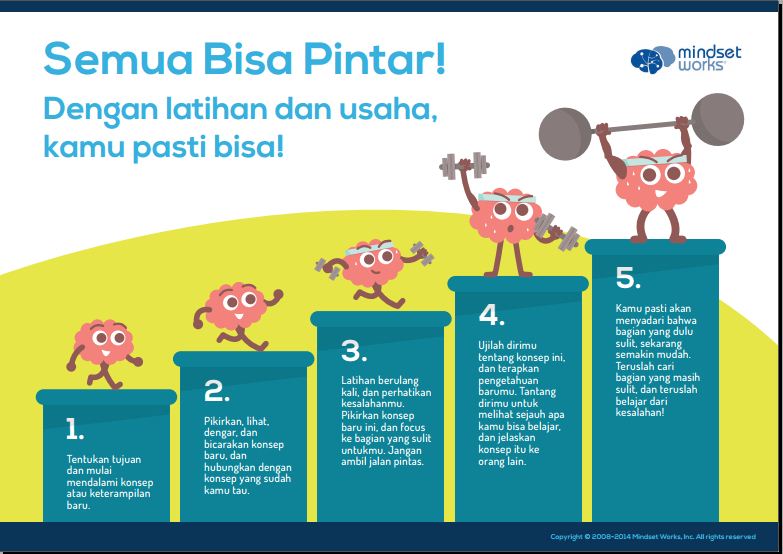 Semua Bisa Pintar!
Dengan latihan dan usaha,
kamu pasti bisa!
mindset
works®
1.
Tentukan tujuan
dan mulai
mendalami konsep
atau keterampilan
baru.
2.
Pikirkan, lihat,
dengar, dan
bicarakan konsep
baru, dan
hubungkan dengan
konsep yang sudah
kamu tau.
3.
Latihan berulang
kali, dan perhatikan
kesalahanmu.
Pikirkan konsep
baru ini, dan focus
ke bagian yang sulit
untukmu. Jangan
ambil jalan pintas.
4.
Ujilah dirimu
tentang konsep ini,
dan terapkan
pengetahuan
barumu. Tantang
dirimu untuk
melihat sejauh apa
kamu bisa belajar,
dan jelaskan
konsep itu ke
orang lain.
5.
Kamu pasti akan
menyadari bahwa
bagian yang dulu
sulit, sekarang
semakin mudah.
Teruslah cari
bagian yang masih
sulit, dan teruslah
belajar dari
kesalahan!
Copyright © 2008-2014 Mindset Works, Inc. All rights reserved